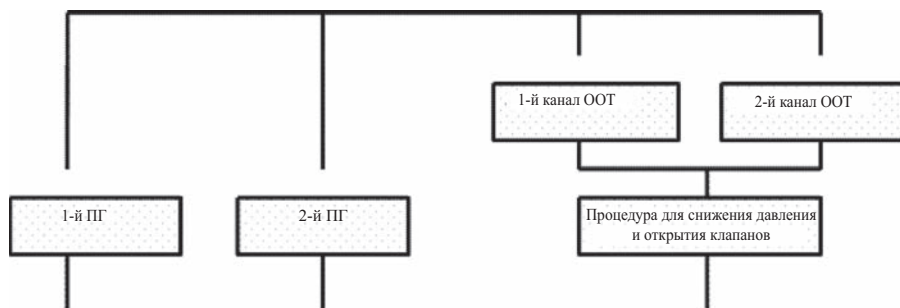 1-й канал ООТ
2-й канал ООТ
1-й ПГ
2-й ПГ
Процедура для снижения давления
и открытия клапанов